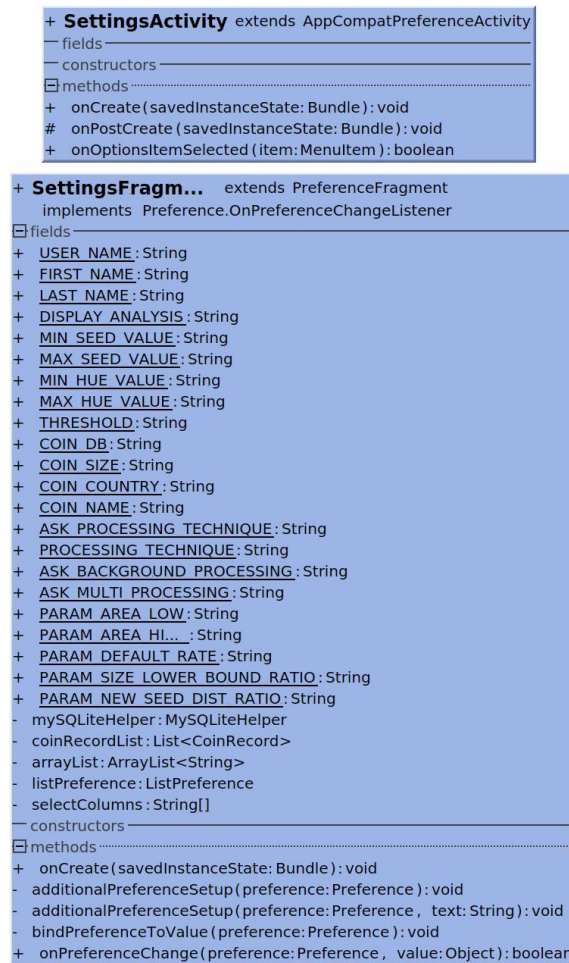 + SettingsActivity extends AppCompatPreferenceActivity
fields
constructors
methods
+ onCreate(savedInstanceState:Bundle):void
# onPostCreate(savedInstanceState:Bundle):void
+ onOptionsItemSelected(item:MenuItem):boolean
+ SettingsFragm... extends PreferenceFragment
implements Preference.OnPreferenceChangeListener
fields
+ USER_NAME:String
+ FIRST_NAME:String
+ LAST_NAME:String
+ DISPLAY_ANALYSIS:String
+ MIN_SEED_VALUE:String
+ MAX_SEED_VALUE:String
+ MIN_HUE_VALUE:String
+ MAX_HUE_VALUE:String
+ THRESHOLD:String
+ COIN_DB:String
+ COIN_SIZE:String
+ COIN_COUNTRY:String
+ COIN_NAME:String
+ ASK_PROCESSING_TECHNIQUE:String
+ PROCESSING_TECHNIQUE:String
+ ASK_BACKGROUND_PROCESSING:String
+ ASK_MULTI_PROCESSING:String
+ PARAM_AREA_LOW:String
+ PARAM_AREA_HI... :String
+ PARAM_DEFAULT_RATE:String
+ PARAM_SIZE_LOWER_BOUND_RATIO:String
+ PARAM_NEW_SEED_DIST_RATIO:String
- mySQLiteHelper:MySQLiteHelper
- coinRecordList:List<CoinRecord>
- arrayList:ArrayList<String>
- listPreference:ListPreference
- selectColumns:String[]
constructors
methods
+ onCreate(savedInstanceState:Bundle):void
- additionalPreferenceSetup(preference:Preference):void
- additionalPreferenceSetup(preference:Preference, text:String):void
- bindPreferenceToValue(preference:Preference):void
+ onPreferenceChange(preference:Preference, value:Object):boolean